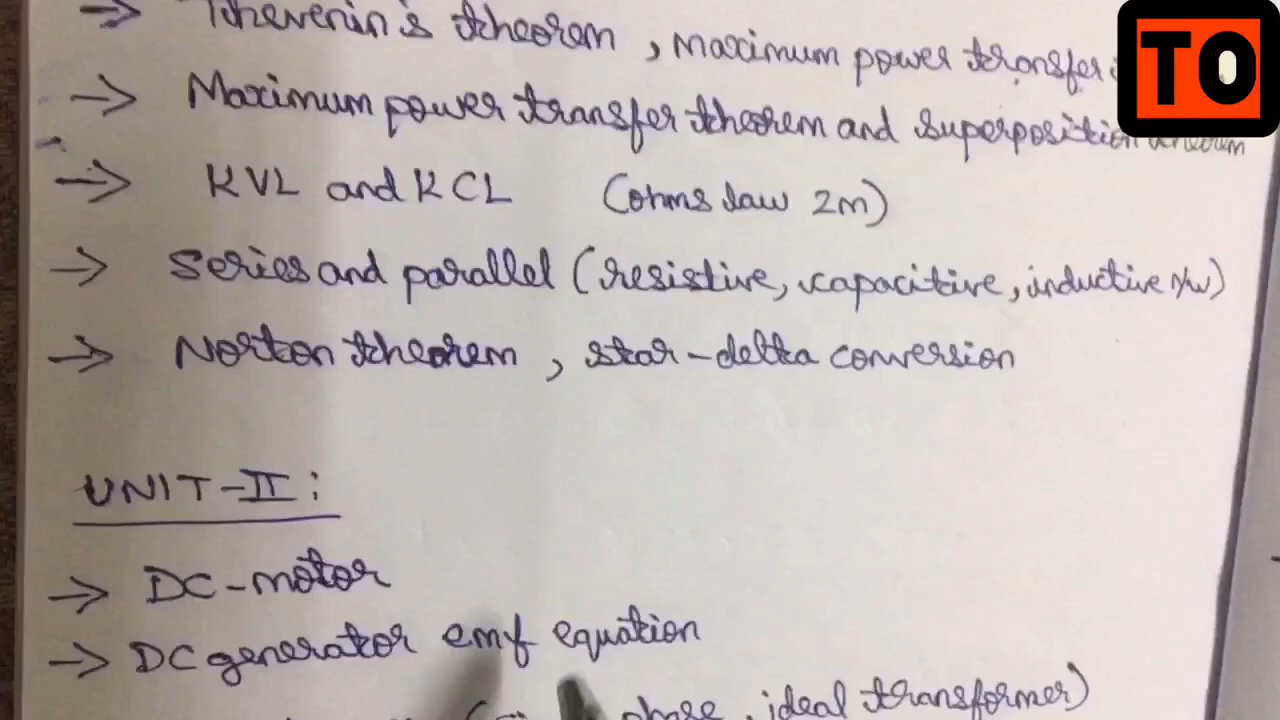 → Thevenin's theorem, maximum power transfer
TO
→ Maximum power transfer theorem and superposition theorem
→ KVL and KCL (ohms law 2m)
→ series and parallel (resistive, capacitive, inductive n/w)
→ Norton theorem, star-delta conversion
UNIT-II:
→ DC-motor
→ DC generator emf equation
phase, ideal transformer)